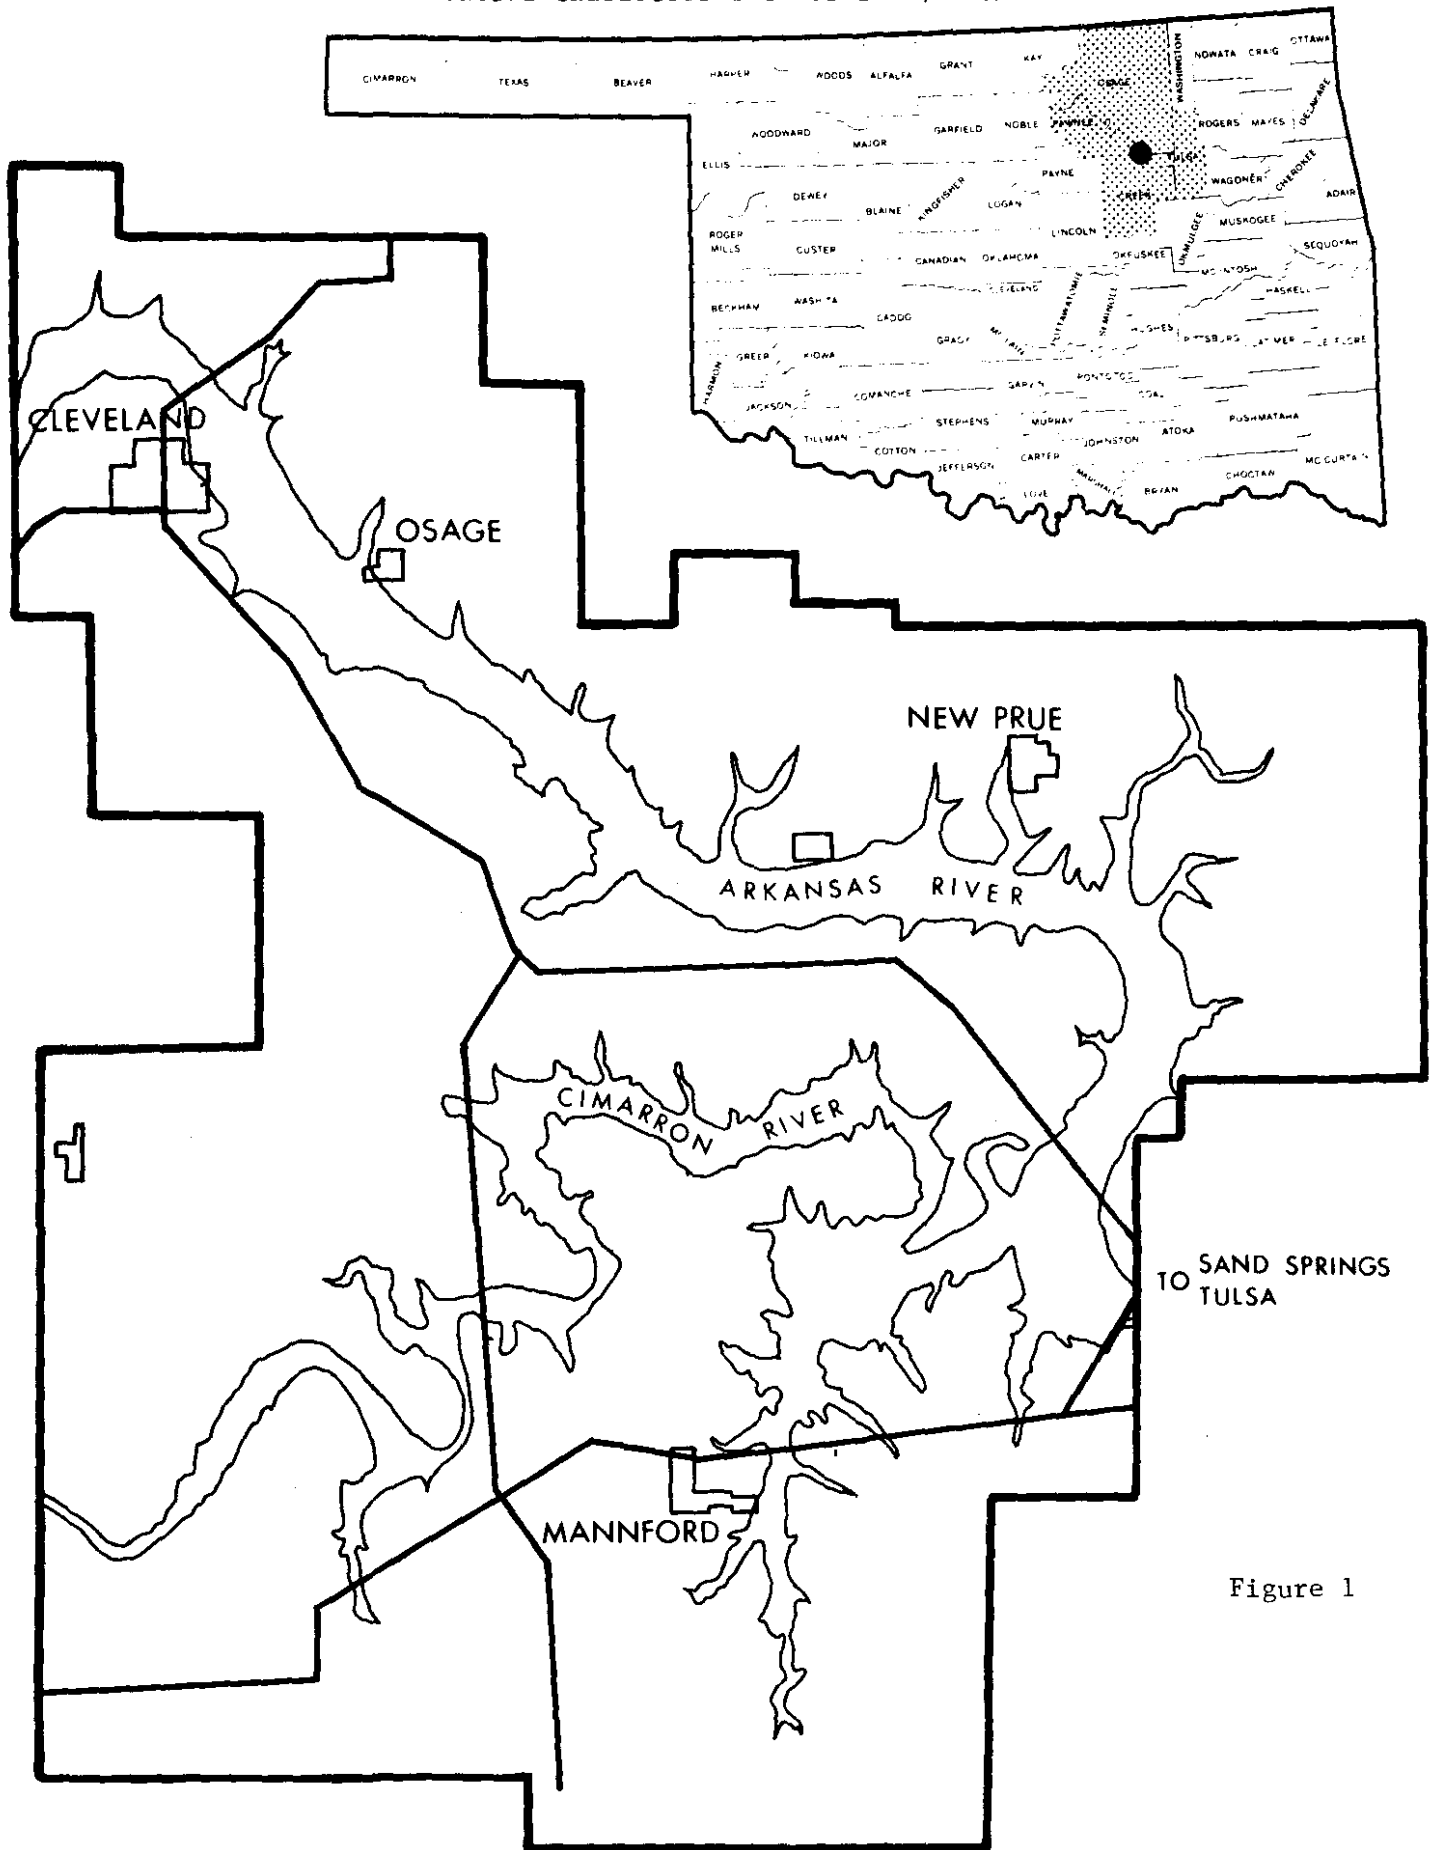 CIMARRON
TEXAS
BEAVER
HARPER
WOODS
ALFALFA
GRANT
KAY
OSAGE
WASHINGTON
NOWATA
CRAIG
OTTAWA
WOODWARD
MAJOR
GARFIELD
NOBLE
PAWNEE
ROGERS
MAYES
DELAWARE
ELLIS
DEWEY
BLAINE
KINGFISHER
LOGAN
PAYNE
CREEK
TULSA
WAGONER
CHEROKEE
ADAIR
ROGER
MILLS
CUSTER
CANADIAN
OKLAHOMA
LINCOLN
OKFUSKEE
OKMULGEE
MUSKOGEE
MCINTOSH
SEQUOYAH
BECKHAM
WASHITA
CADDO
CLEVELAND
POTTAWATOMIE
SEMINOLE
HUGHES
PITTSBURG
HASKELL
LATIMER
LE FLORE
HARMON
GREER
KIOWA
GRADY
MCCLAIN
JACKSON
COMANCHE
GARVIN
PONTOTOC
COAL
TILLMAN
STEPHENS
MURRAY
JOHNSTON
ATOKA
PUSHMATAHA
COTTON
JEFFERSON
CARTER
LOVE
MARSHALL
BRYAN
CHOCTAW
MC CURTAIN
CLEVELAND
OSAGE
NEW PRUE
ARKANSAS RIVER
CIMARRON RIVER
TO SAND SPRINGS
TULSA
MANNFORD
Figure 1